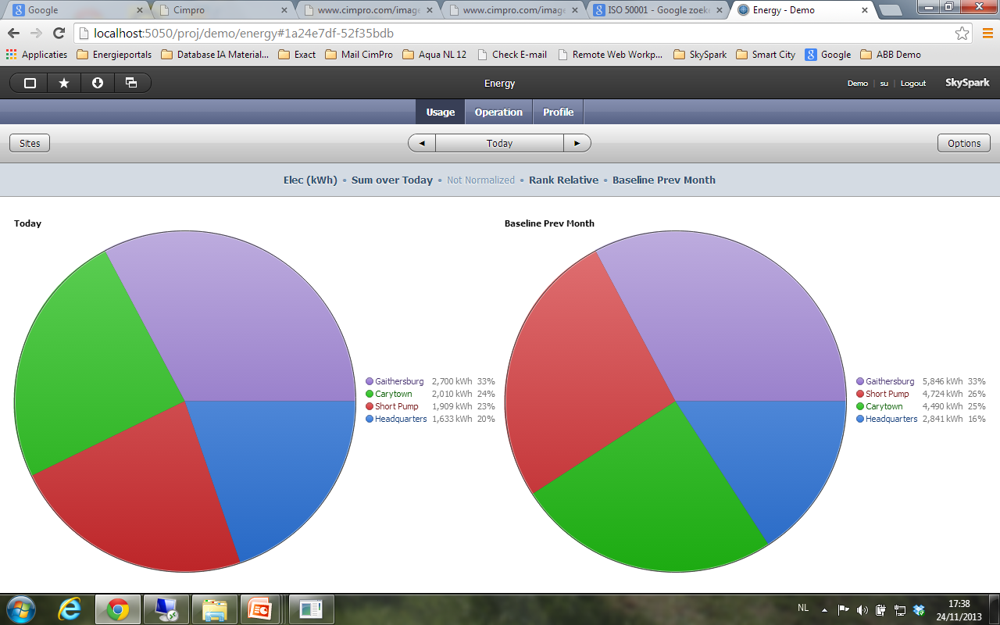 Google
Cimpro
www.cimpro.com/image
www.cimpro.com/image
ISO 50001 - Google zoeke
Energy - Demo
localhost:5050/proj/demo/energy#1a24e7df-52f35bdb
Applicaties
Energieportals
Database IA Material...
Exact
Mail CimPro
Aqua NL 12
Check E-mail
Remote Web Workp...
SkySpark
Smart City
Google
ABB Demo
Energy
Demo | su | Logout
SkySpark
Usage
Operation
Profile
Sites
Today
Options
Elec (kWh) • Sum over Today • Not Normalized • Rank Relative • Baseline Prev Month
Today
Gaithersburg 2,700 kWh 33%
Carytown 2,010 kWh 24%
Short Pump 1,909 kWh 23%
Headquarters 1,633 kWh 20%
Baseline Prev Month
Gaithersburg 5,846 kWh 33%
Short Pump 4,724 kWh 26%
Carytown 4,490 kWh 25%
Headquarters 2,841 kWh 16%
NL
17:38
24/11/2013